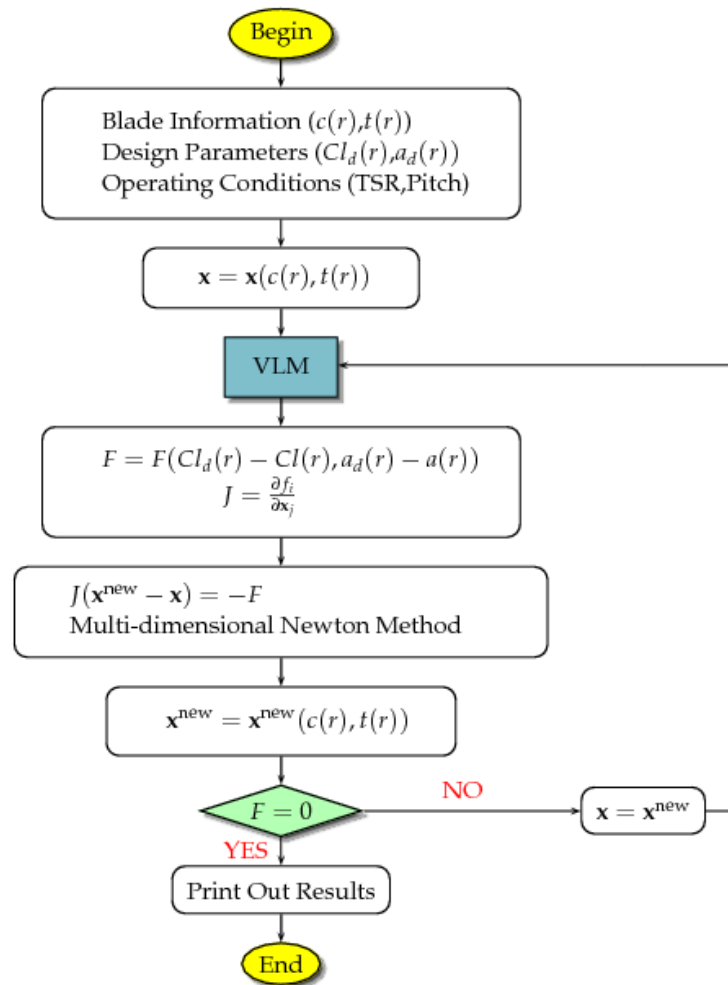 Begin
Blade Information (c(r),t(r))
Design Parameters (Cl_d(r),a_d(r))
Operating Conditions (TSR,Pitch)
x = x(c(r), t(r))
VLM
F = F(Cl_d(r) − Cl(r), a_d(r) − a(r))
J = ∂f_i/∂x_j
J(x^new − x) = −F
Multi-dimensional Newton Method
x^new = x^new(c(r), t(r))
F = 0
NO
x = x^new
YES
Print Out Results
End